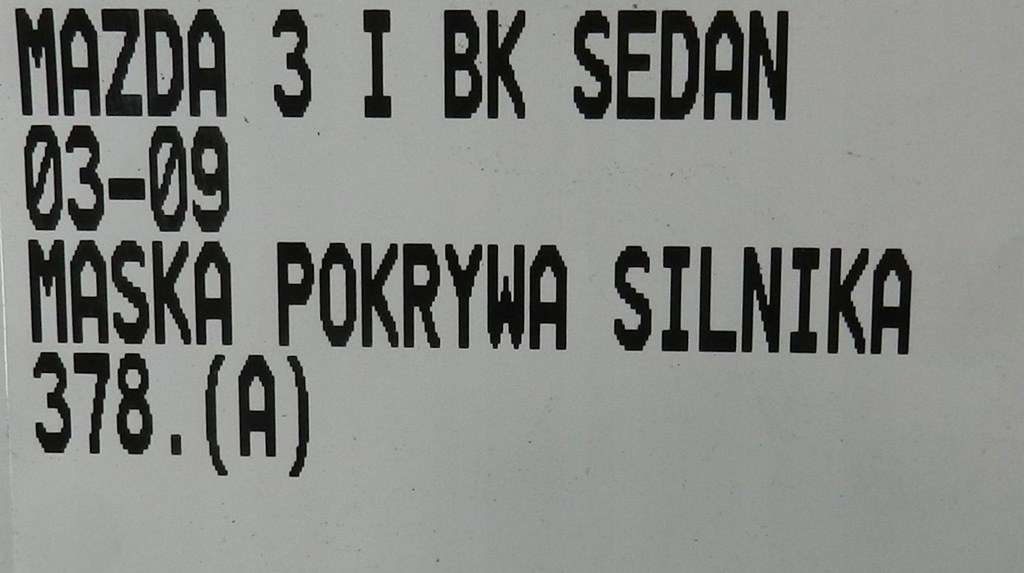 MAZDA 3 I BK SEDAN
03-09
MASKA POKRYWA SILNIKA
378.(A)